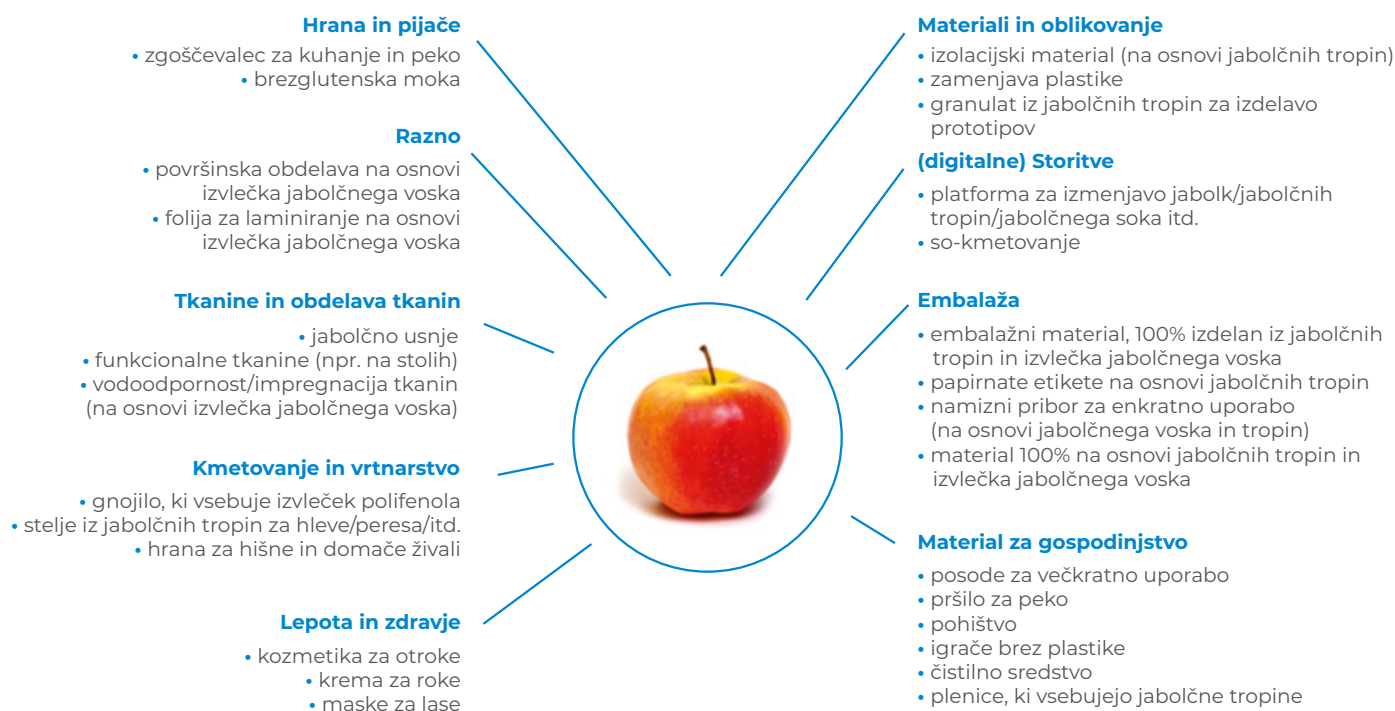 Hrana in pijače
• zgoščevalec za kuhanje in peko
• brezglutenska moka
Razno
• površinska obdelava na osnovi
izvlečka jabolčnega voska
• folija za laminiranje na osnovi
izvlečka jabolčnega voska
Tkanine in obdelava tkanin
• jabolčno usnje
• funkcionalne tkanine (npr. na stolih)
• vodoodpornost/impregnacija tkanin
(na osnovi izvlečka jabolčnega voska)
Kmetovanje in vrtnarstvo
• gnojilo, ki vsebuje izvleček polifenola
• stelje iz jabolčnih tropin za hleve/peresa/itd.
• hrana za hišne in domače živali
Lepota in zdravje
• kozmetika za otroke
• krema za roke
• maske za lase
Materiali in oblikovanje
• izolacijski material (na osnovi jabolčnih tropin)
• zamenjava plastike
• granulat iz jabolčnih tropin za izdelavo
prototipov
(digitalne) Storitve
• platforma za izmenjavo jabolk/jabolčnih
tropin/jabolčnega soka itd.
• so-kmetovanje
Embalaža
• embalažni material, 100% izdelan iz jabolčnih
tropin in izvlečka jabolčnega voska
• papirnate etikete na osnovi jabolčnih tropin
• namizni pribor za enkratno uporabo
(na osnovi jabolčnega voska in tropin)
• material 100% na osnovi jabolčnih tropin in
izvlečka jabolčnega voska
Material za gospodinjstvo
• posode za večkratno uporabo
• pršilo za peko
• pohištvo
• igrače brez plastike
• čistilno sredstvo
• plenice, ki vsebujejo jabolčne tropine